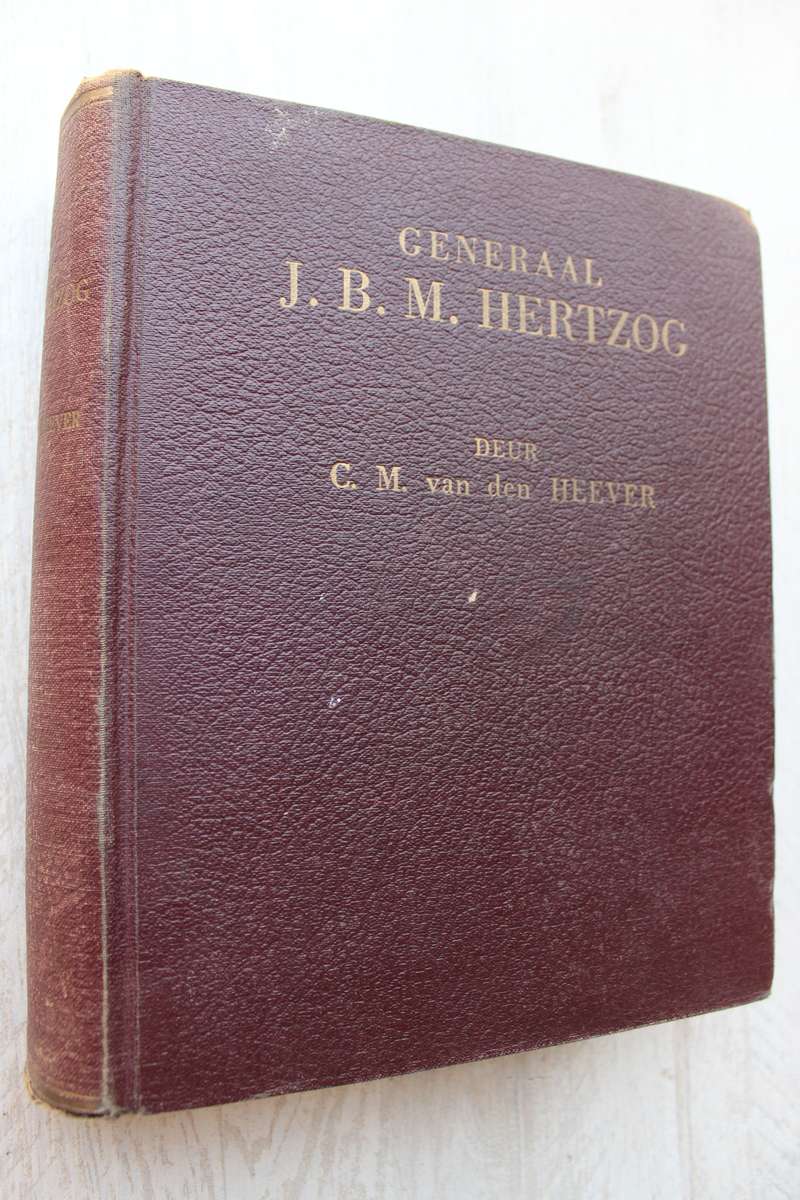 GENERAAL
J. B. M. HERTZOG
DEUR
C. M. van den HEEVER